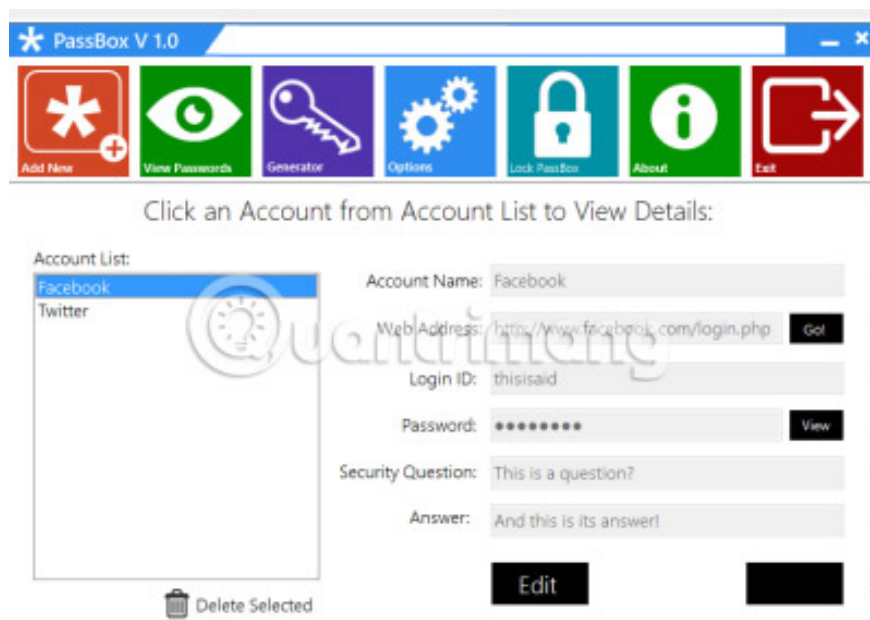 PassBox V 1.0
Add New
View Passwords
Generator
Options
Lock PassBox
About
Exit
Click an Account from Account List to View Details:
Account List:
Facebook
Twitter
Delete Selected
Account Name: Facebook
Web Address: http://www.facebook.com/login.php Go!
Login ID: thisisaid
Password: ●●●●●●●● View
Security Question: This is a question?
Answer: And this is its answer!
Edit
Quantrimang